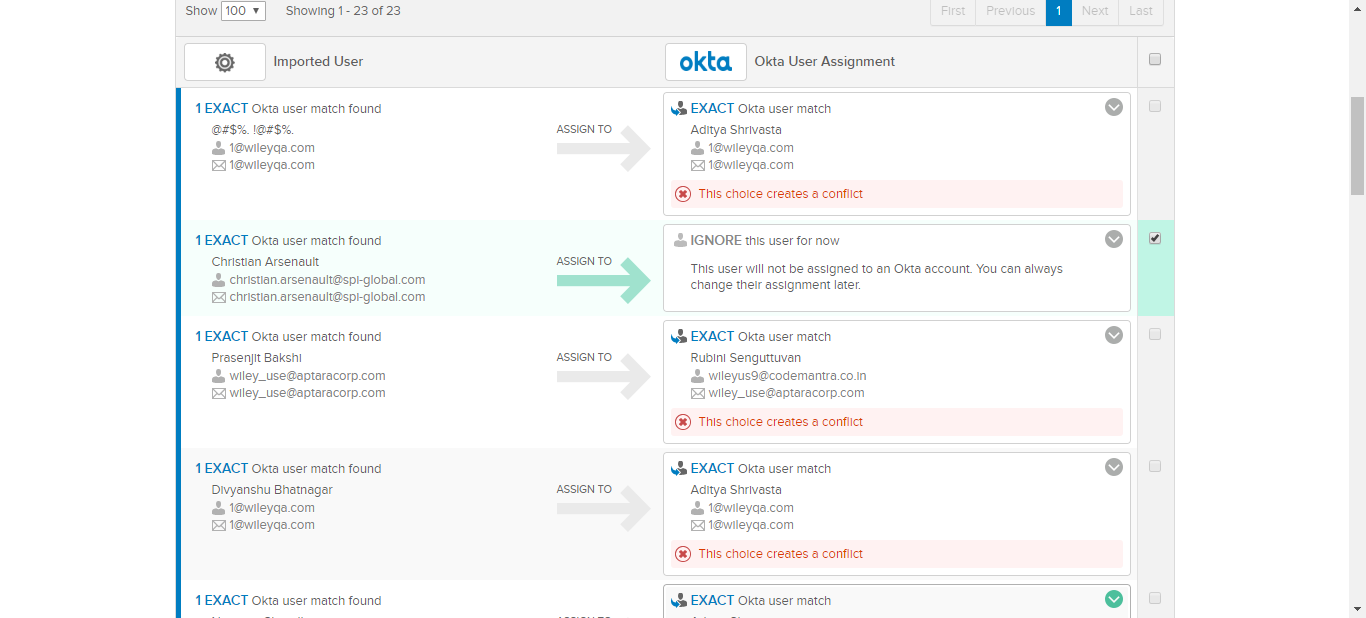 Show 100 Showing 1 - 23 of 23 First Previous 1 Next Last
Imported User okta Okta User Assignment
1 EXACT Okta user match found
@#$%. !@#$%.
1@wileyqa.com
1@wileyqa.com
ASSIGN TO
EXACT Okta user match
Aditya Shrivasta
1@wileyqa.com
1@wileyqa.com
This choice creates a conflict
1 EXACT Okta user match found
Christian Arsenault
christian.arsenault@spi-global.com
christian.arsenault@spi-global.com
ASSIGN TO
IGNORE this user for now
This user will not be assigned to an Okta account. You can always
change their assignment later.
1 EXACT Okta user match found
Prasenjit Bakshi
wiley_use@aptaracorp.com
wiley_use@aptaracorp.com
ASSIGN TO
EXACT Okta user match
Rubini Senguttuvan
wileyus9@codemantra.co.in
wiley_use@aptaracorp.com
This choice creates a conflict
1 EXACT Okta user match found
Divyanshu Bhatnagar
1@wileyqa.com
1@wileyqa.com
ASSIGN TO
EXACT Okta user match
Aditya Shrivasta
1@wileyqa.com
1@wileyqa.com
This choice creates a conflict
1 EXACT Okta user match found
EXACT Okta user match